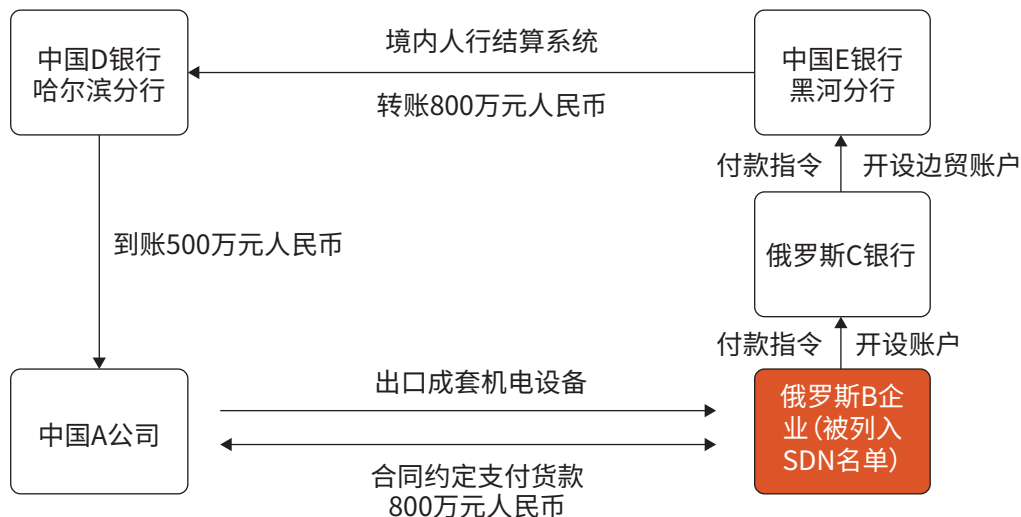 中国D银行
哈尔滨分行
境内人行结算系统
转账800万元人民币
中国E银行
黑河分行
付款指令
开设边贸账户
到账500万元人民币
俄罗斯C银行
付款指令
开设账户
中国A公司
出口成套机电设备
合同约定支付货款
800万元人民币
俄罗斯B企
业（被列入
SDN名单）